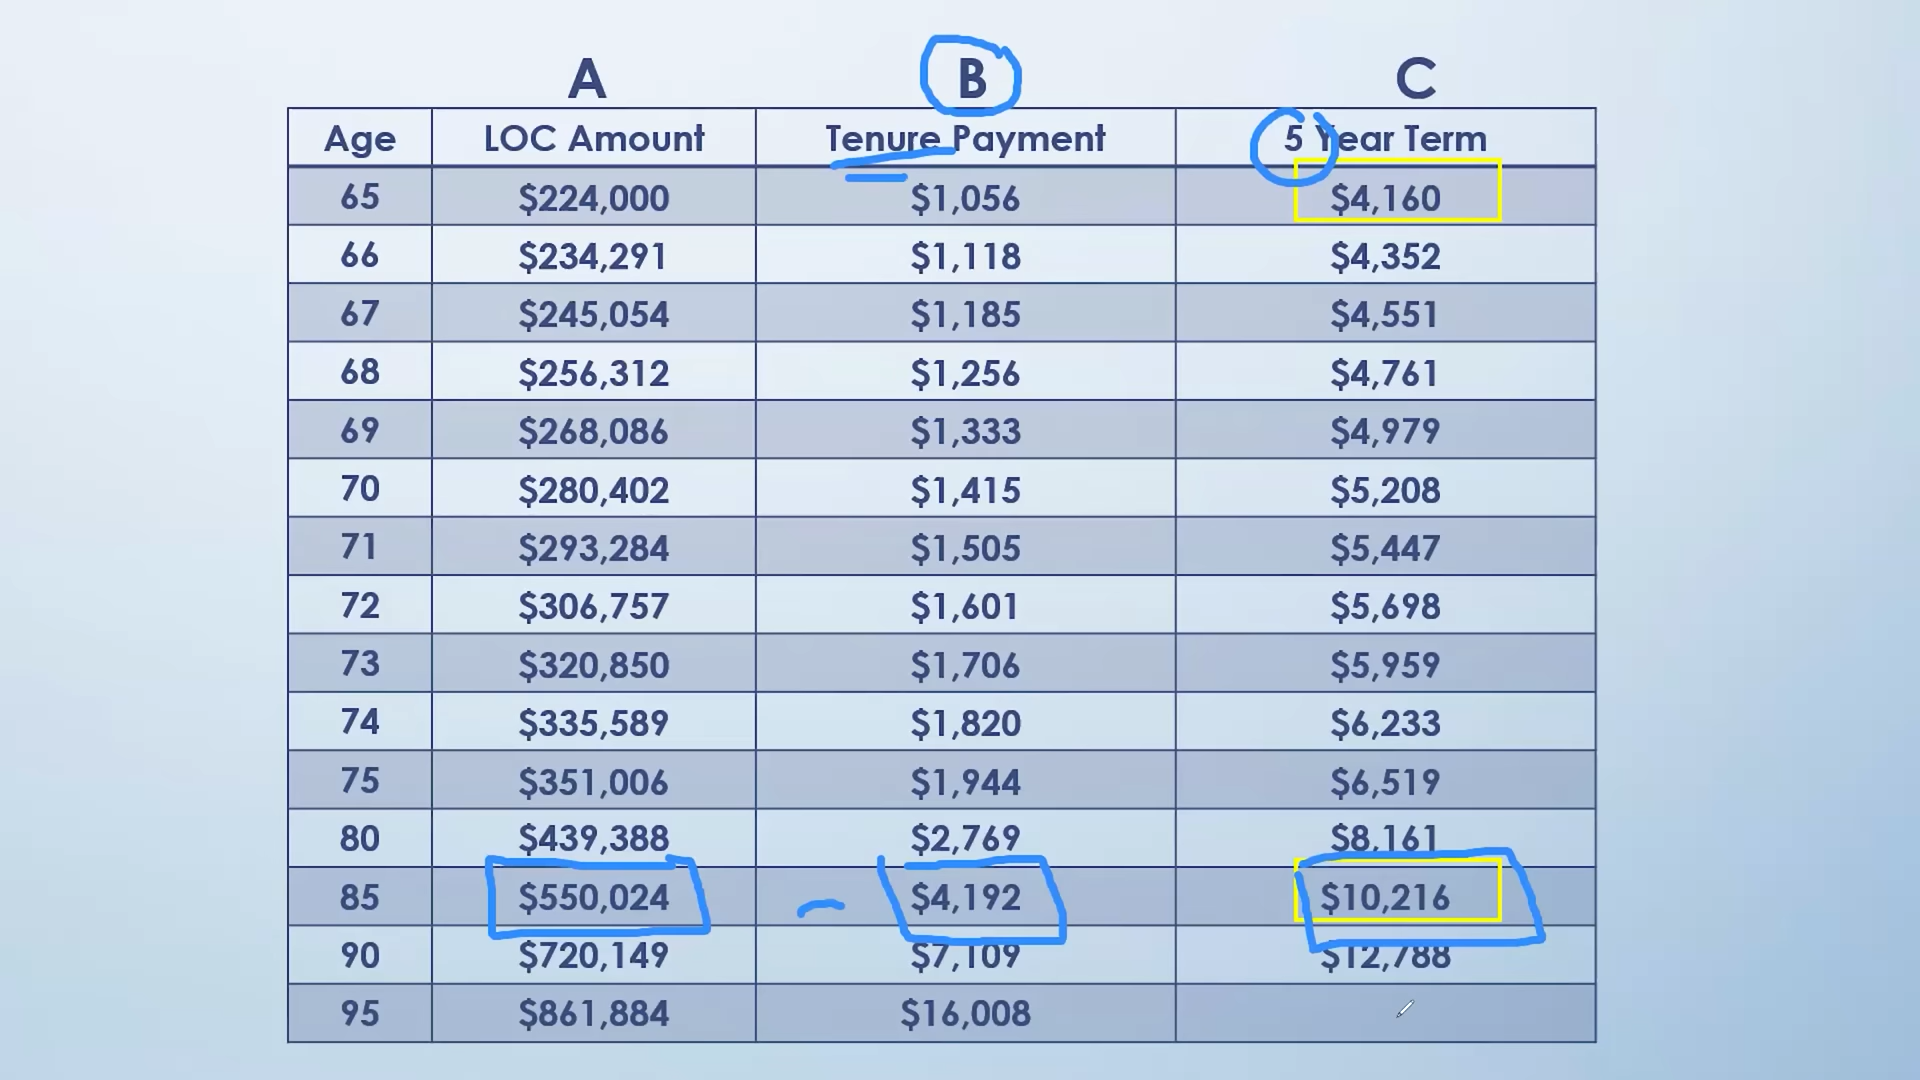 A B C
Age LOC Amount Tenure Payment 5 Year Term
65 $224,000 $1,056 $4,160
66 $234,291 $1,118 $4,352
67 $245,054 $1,185 $4,551
68 $256,312 $1,256 $4,761
69 $268,086 $1,333 $4,979
70 $280,402 $1,415 $5,208
71 $293,284 $1,505 $5,447
72 $306,757 $1,601 $5,698
73 $320,850 $1,706 $5,959
74 $335,589 $1,820 $6,233
75 $351,006 $1,944 $6,519
80 $439,388 $2,769 $8,161
85 $550,024 $4,192 $10,216
90 $720,149 $7,109 $12,788
95 $861,884 $16,008